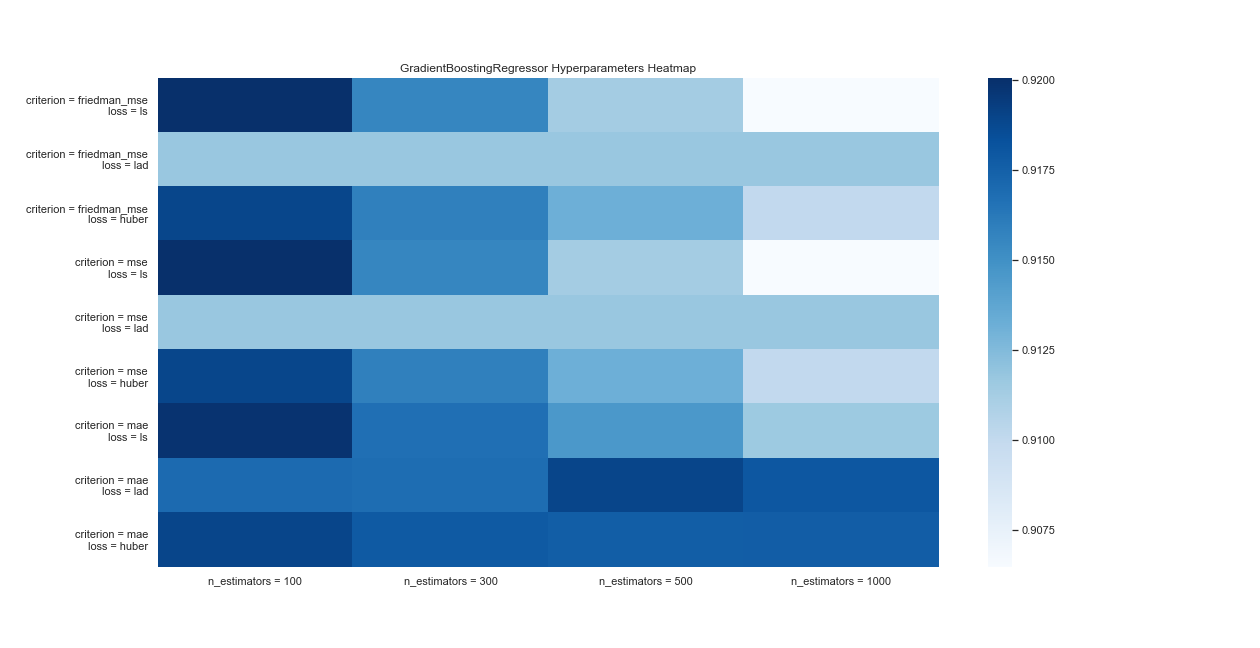 GradientBoostingRegressor Hyperparameters Heatmap
criterion = friedman_mse
loss = ls
criterion = friedman_mse
loss = lad
criterion = friedman_mse
loss = huber
criterion = mse
loss = ls
criterion = mse
loss = lad
criterion = mse
loss = huber
criterion = mae
loss = ls
criterion = mae
loss = lad
criterion = mae
loss = huber
n_estimators = 100
n_estimators = 300
n_estimators = 500
n_estimators = 1000
0.9200
0.9175
0.9150
0.9125
0.9100
0.9075